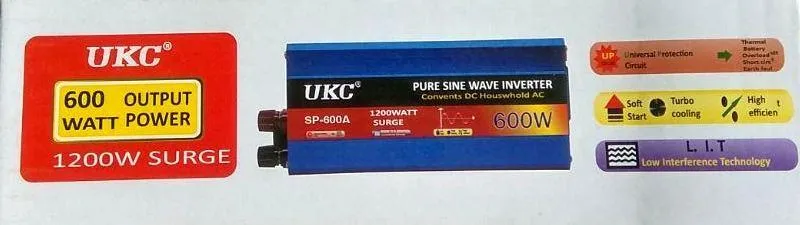 UKC®
600 OUTPUT
WATT POWER
1200W SURGE
UKC®
PURE SINE WAVE INVERTER
Convents DC Houswhold AC
SP-600A
1200WATT
SURGE
600W
UP
Universal Protection
Circuit
Thermal
Battery
Overload
Short
Earth faul
Soft
Start
Turbo
cooling
High
efficien t
L. I.T
Low Interference Technology